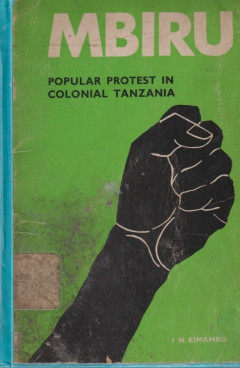 MBIRU
POPULAR PROTEST IN
COLONIAL TANZANIA
I N KIMAMBO